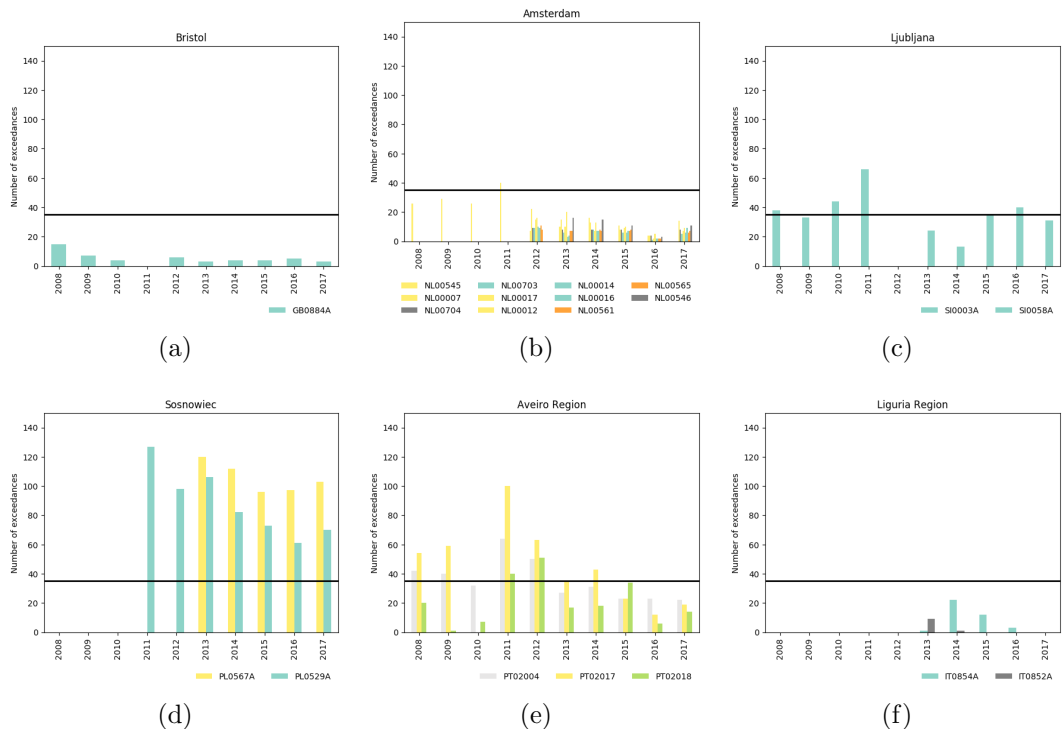 Bristol
Number of exceedances
140
120
100
80
60
40
20
0
2008 2009 2010 2011 2012 2013 2014 2015 2016 2017
GB0884A
(a)
Amsterdam
Number of exceedances
140
120
100
80
60
40
20
0
2008 2009 2010 2011 2012 2013 2014 2015 2016 2017
NL00545 NL00703 NL00014 NL00565
NL00007 NL00017 NL00016 NL00546
NL00704 NL00012 NL00561
(b)
Ljubljana
Number of exceedances
140
120
100
80
60
40
20
0
2008 2009 2010 2011 2012 2013 2014 2015 2016 2017
SI0003A SI0058A
(c)
Sosnowiec
Number of exceedances
140
120
100
80
60
40
20
0
2008 2009 2010 2011 2012 2013 2014 2015 2016 2017
PL0567A PL0529A
(d)
Aveiro Region
Number of exceedances
140
120
100
80
60
40
20
0
2008 2009 2010 2011 2012 2013 2014 2015 2016 2017
PT02004 PT02017 PT02018
(e)
Liguria Region
Number of exceedances
140
120
100
80
60
40
20
0
2008 2009 2010 2011 2012 2013 2014 2015 2016 2017
IT0854A IT0852A
(f)